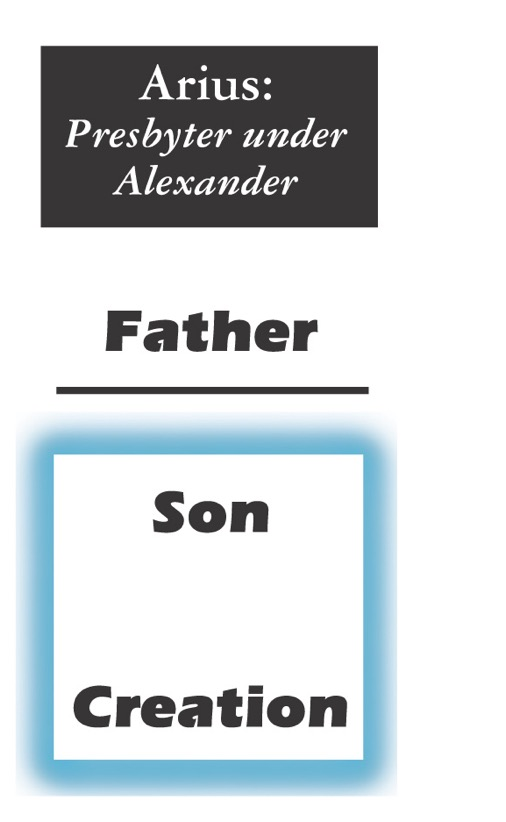 Arius:
Presbyter under
Alexander
Father
Son
Creation